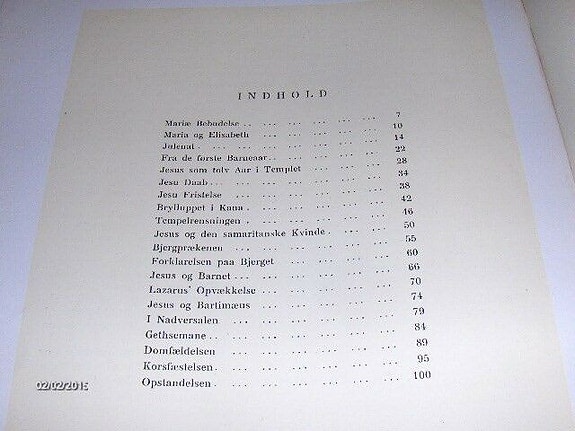 INDHOLD
Mariæ Bebudelse .. ... ... ... ... 7
Maria og Elisabeth ... ... ... ... ... 10
Julenat . ... ... ... ... ... ... 14
Fra de første Barneaar .. ... ... ... ... 22
Jesus som tolv Aar i Templet ... ... ... ... 28
Jesu Daab .. ... ... ... ... ... ... 34
Jesu Fristelse ... ... ... ... ... ... 38
Brylluppet i Kana . ... ... ... ... ... 42
Tempelrensningen . ... ... ... ... ... 46
Jesus og den samaritanske Kvinde . ... ... ... 50
Bjergprækenen .. ... ... ... ... ... 55
Forklarelsen paa Bjerget ... ... ... ... 60
Jesus og Barnet ... ... ... ... ... 66
Lazarus' Opvækkelse ... ... ... ... ... 70
Jesus og Bartimæus ... ... ... ... ... 74
I Nadversalen ... ... ... ... ... ... 79
Gethsemane .. ... ... ... ... ... ... 84
Domfældelsen ... ... ... ... ... ... 89
Korsfæstelsen . ... ... ... ... ... ... 95
Opstandelsen . ... ... ... ... ... ... 100
02/02/2015